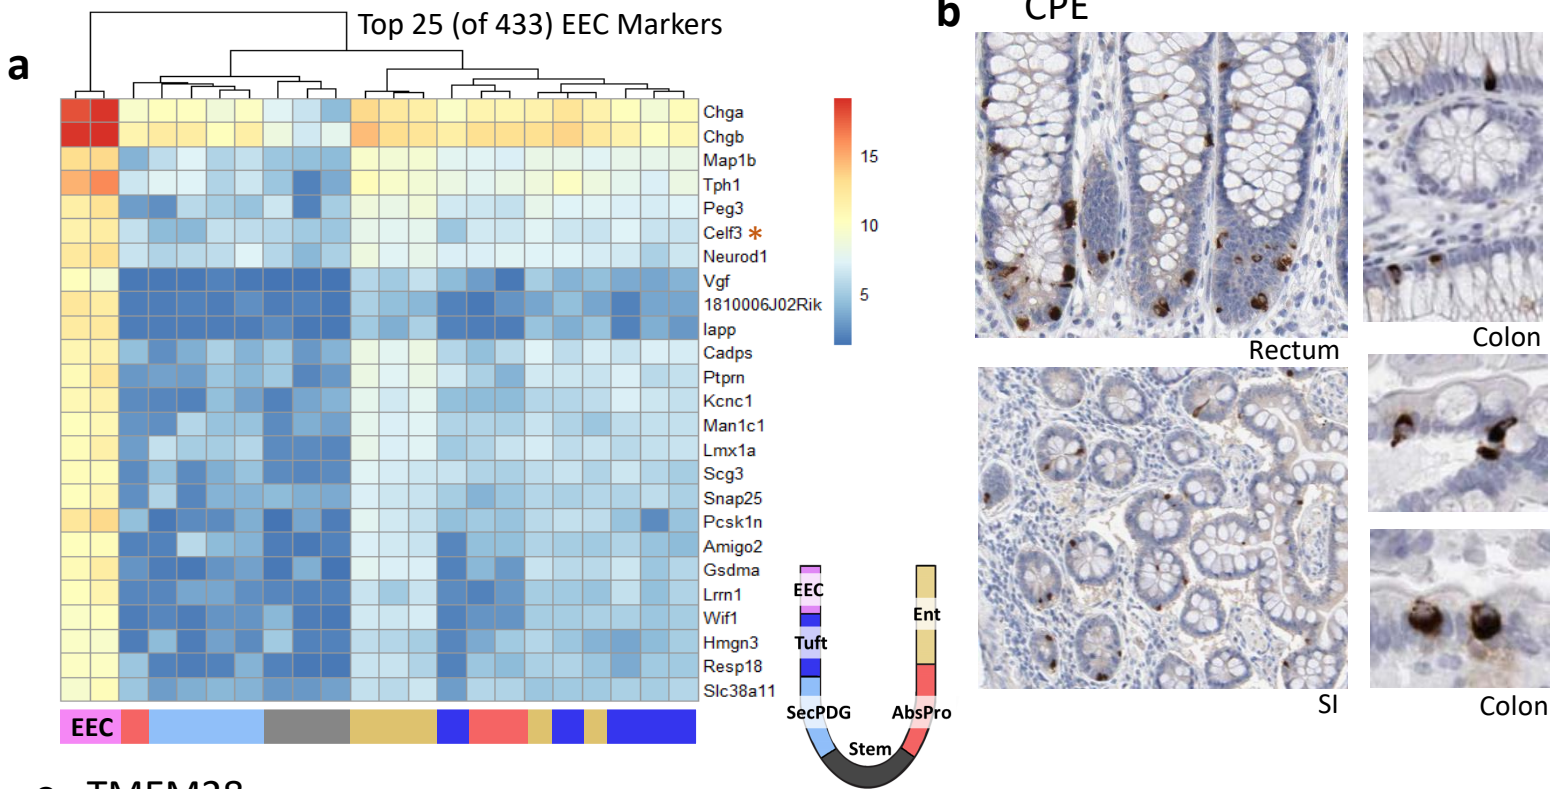 a
Top 25 (of 433) EEC Markers
Chga
Chgb
Map1b
Tph1
Peg3
Celf3 *
Neurod1
Vgf
1810006J02Rik
Iapp
Cadps
Ptprn
Kcnc1
Man1c1
Lmx1a
Scg3
Snap25
Pcsk1n
Amigo2
Gsdma
Lrrn1
Wif1
Hmgn3
Resp18
Slc38a11
15
10
5
EEC
EEC
Tuft
SecPDG
Stem
AbsPro
Ent
b
CPE
Rectum
Colon
SI
Colon
c TMEM38